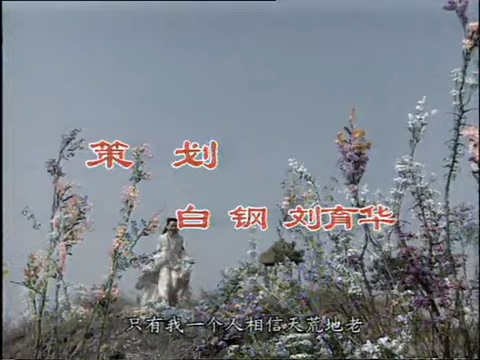 策 划
白 钢 刘育华
只有我一个人相信天荒地老